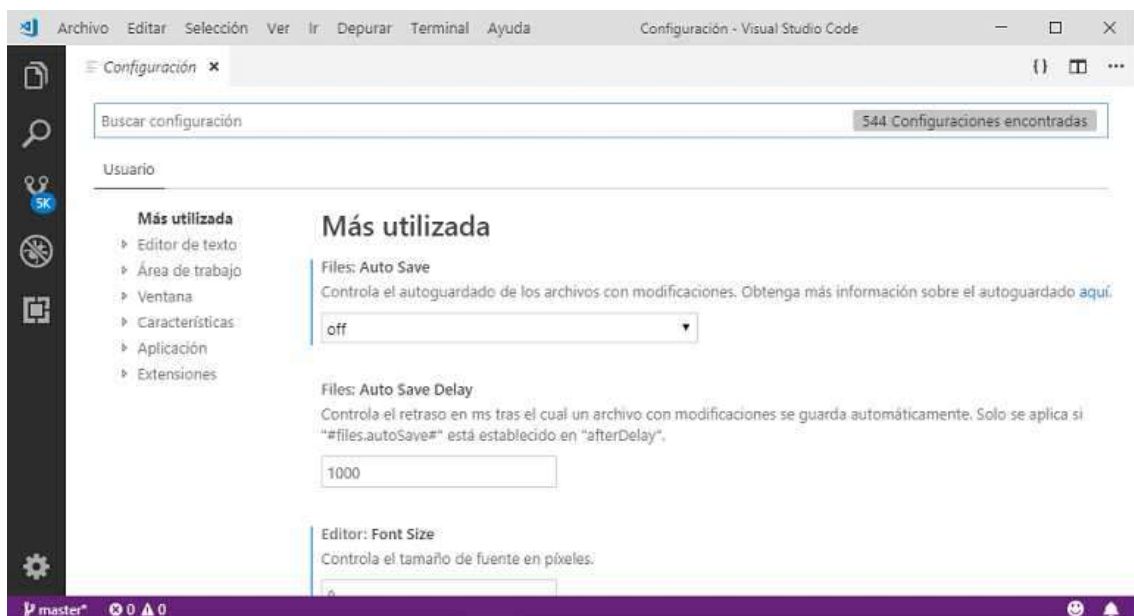 Archivo Editar Selección Ver Ir Depurar Terminal Ayuda Configuración - Visual Studio Code
Configuración
Buscar configuración 544 Configuraciones encontradas
Usuario
Más utilizada
Editor de texto
Área de trabajo
Ventana
Características
Aplicación
Extensiones
Más utilizada
Files: Auto Save
Controla el autoguardado de los archivos con modificaciones. Obtenga más información sobre el autoguardado aquí.
off
Files: Auto Save Delay
Controla el retraso en ms tras el cual un archivo con modificaciones se guarda automáticamente. Solo se aplica si
"#files.autoSave#" está establecido en "afterDelay".
1000
Editor: Font Size
Controla el tamaño de fuente en píxeles.
5K
master* 0 0